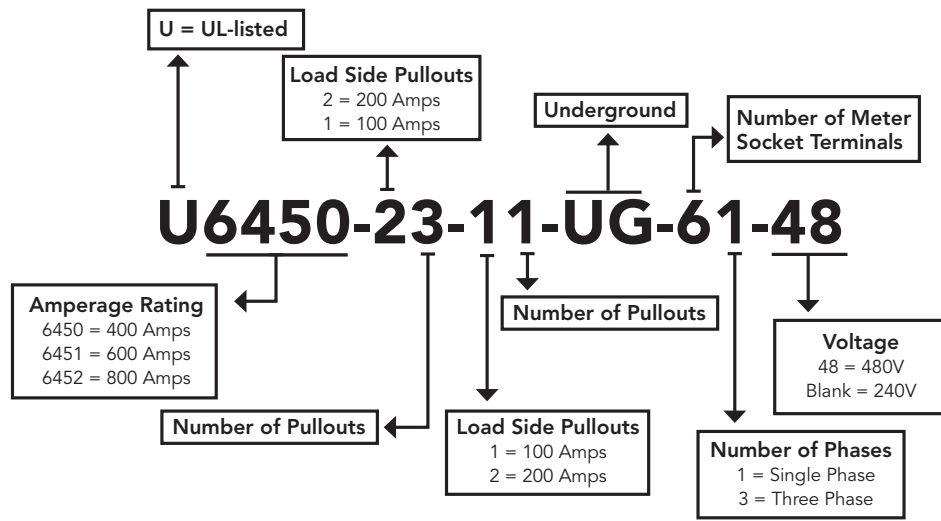 U = UL-listed
Load Side Pullouts
2 = 200 Amps
1 = 100 Amps
Underground
Number of Meter
Socket Terminals
U6450-23-11-UG-61-48
Amperage Rating
6450 = 400 Amps
6451 = 600 Amps
6452 = 800 Amps
Number of Pullouts
Number of Pullouts
Load Side Pullouts
1 = 100 Amps
2 = 200 Amps
Voltage
48 = 480V
Blank = 240V
Number of Phases
1 = Single Phase
3 = Three Phase